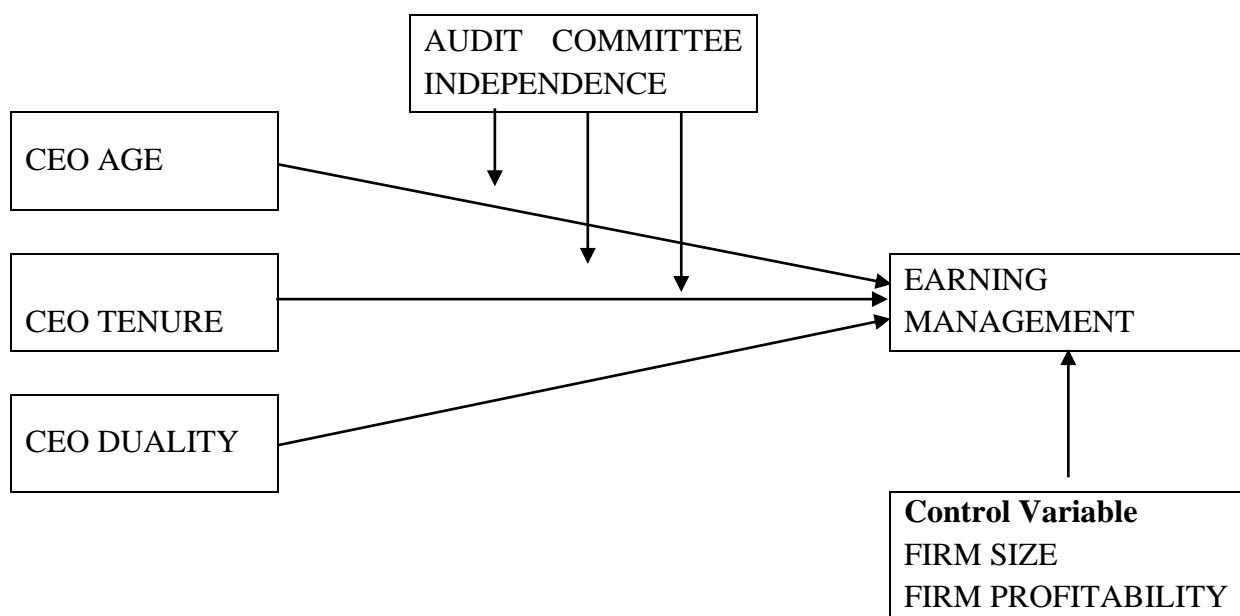 AUDIT COMMITTEE
INDEPENDENCE
CEO AGE
CEO TENURE
CEO DUALITY
EARNING
MANAGEMENT
Control Variable
FIRM SIZE
FIRM PROFITABILITY